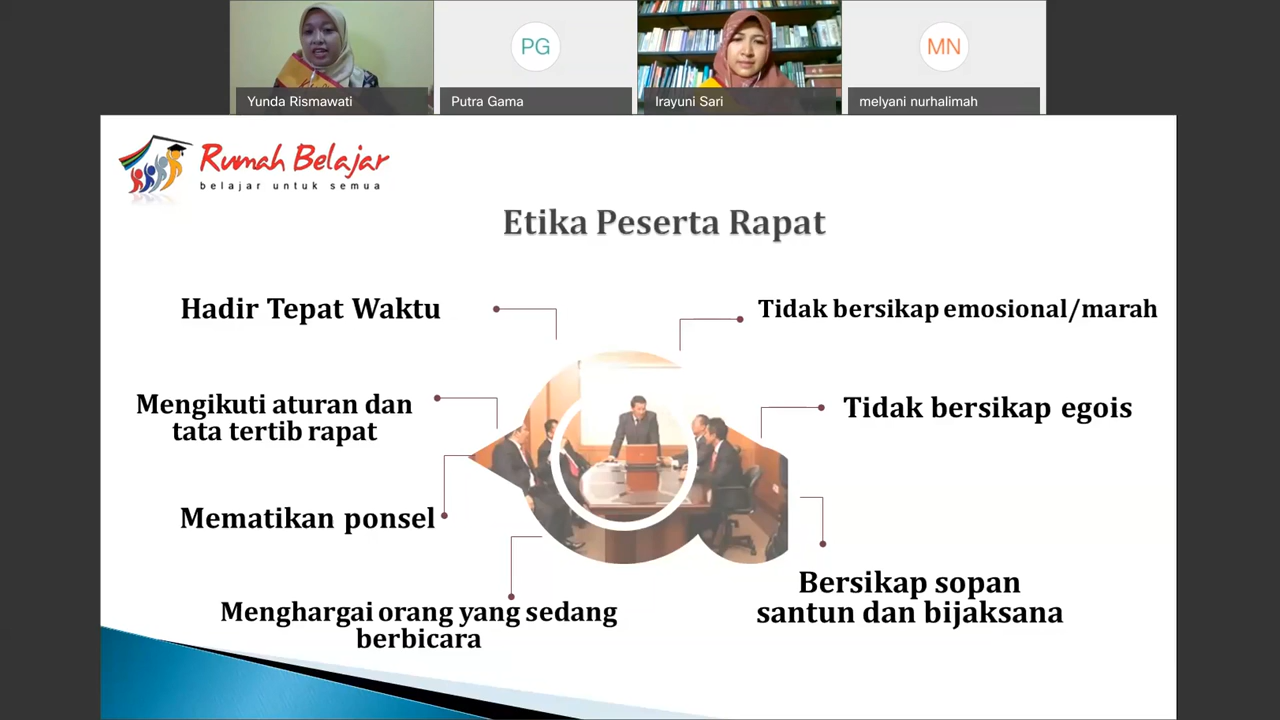 PG
MN
Yunda Rismawati
Putra Gama
Irayuni Sari
melyani nurhalimah
Rumah Belajar
belajar untuk semua
Etika Peserta Rapat
Hadir Tepat Waktu
Mengikuti aturan dan
tata tertib rapat
Mematikan ponsel
Menghargai orang yang sedang
berbicara
Tidak bersikap emosional/marah
Tidak bersikap egois
Bersikap sopan
santun dan bijaksana